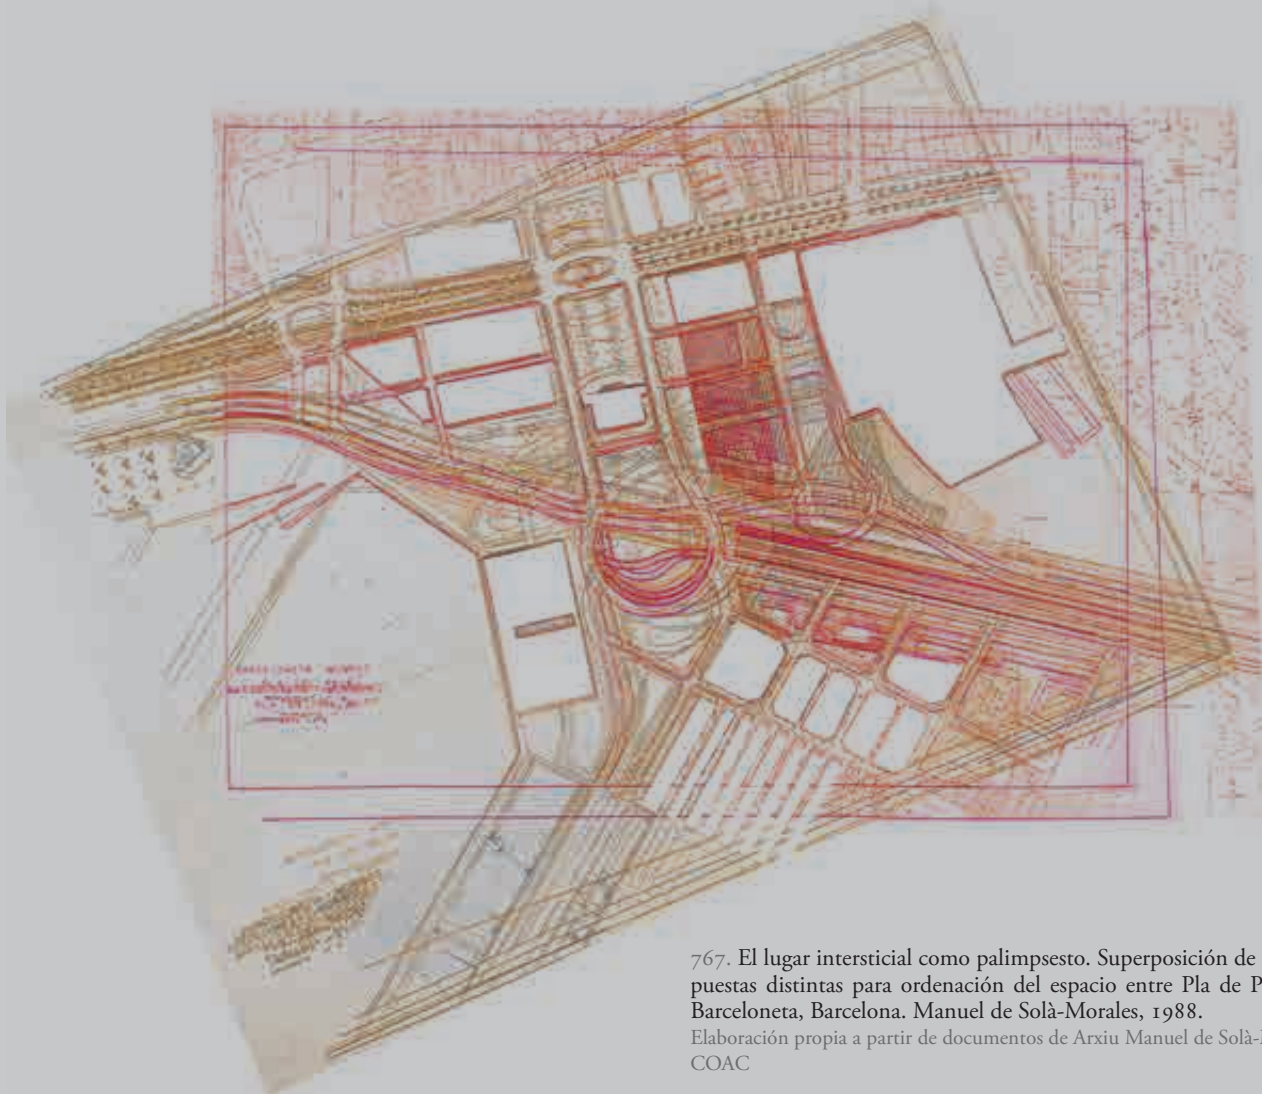 767. El lugar intersticial como palimpsesto. Superposición de
puestas distintas para ordenación del espacio entre Pla de P
Barceloneta, Barcelona. Manuel de Solà-Morales, 1988.
Elaboración propia a partir de documentos de Arxiu Manuel de Solà-
COAC